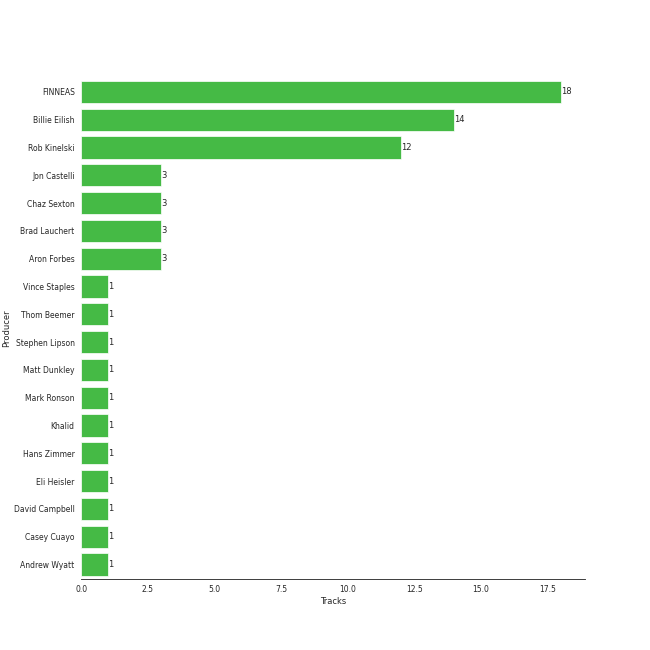 FINNEAS 18
Billie Eilish 14
Rob Kinelski 12
Jon Castelli 3
Chaz Sexton 3
Brad Lauchert 3
Aron Forbes 3
Vince Staples 1
Thom Beemer 1
Stephen Lipson 1
Matt Dunkley 1
Mark Ronson 1
Khalid 1
Hans Zimmer 1
Eli Heisler 1
David Campbell 1
Casey Cuayo 1
Andrew Wyatt 1
Producer
0.0 2.5 5.0 7.5 10.0 12.5 15.0 17.5
Tracks